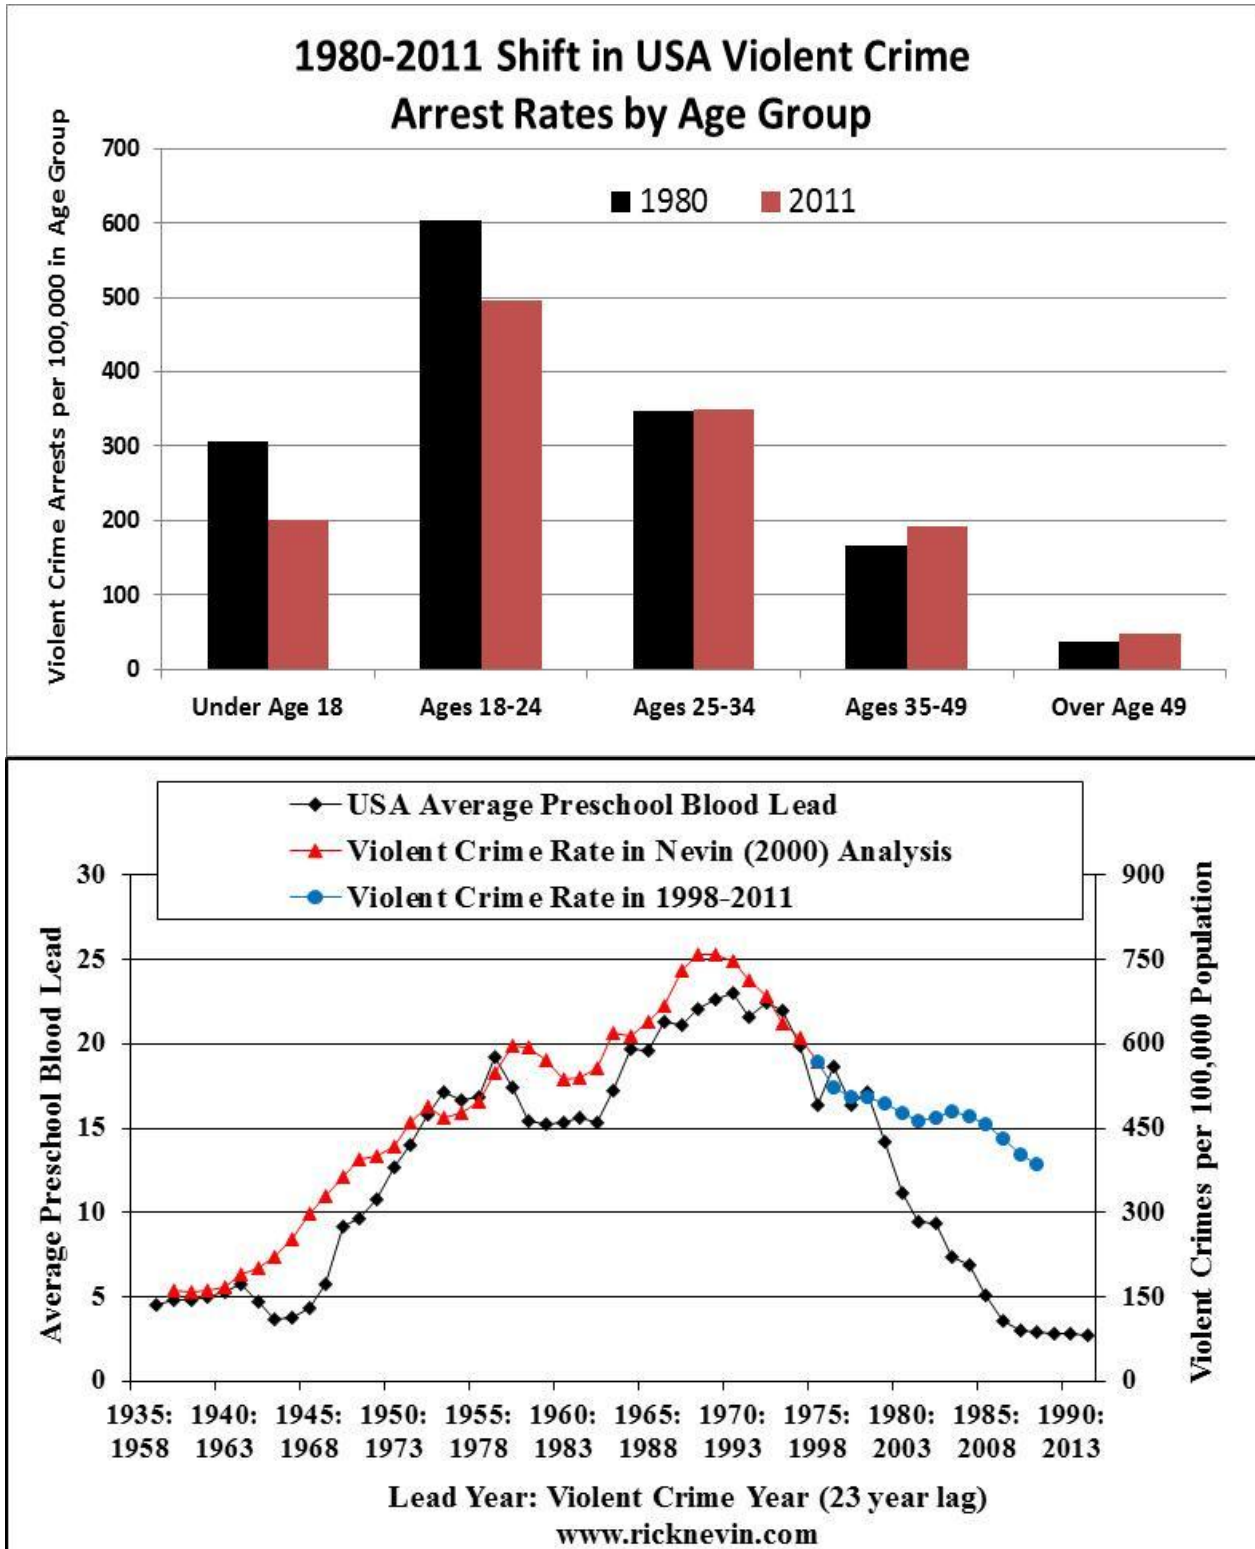 1980-2011 Shift in USA Violent Crime
Arrest Rates by Age Group
Violent Crime Arrests per 100,000 in Age Group
700
600
500
400
300
200
100
0
1980
2011
Under Age 18
Ages 18-24
Ages 25-34
Ages 35-49
Over Age 49
USA Average Preschool Blood Lead
Violent Crime Rate in Nevin (2000) Analysis
Violent Crime Rate in 1998-2011
Average Preschool Blood Lead
30
25
20
15
10
5
0
900
750
600
450
300
150
0
Violent Crimes per 100,000 Population
1935: 1940: 1945: 1950: 1955: 1960: 1965: 1970: 1975: 1980: 1985: 1990:
1958 1963 1968 1973 1978 1983 1988 1993 1998 2003 2008 2013
Lead Year: Violent Crime Year (23 year lag)
www.ricknevin.com